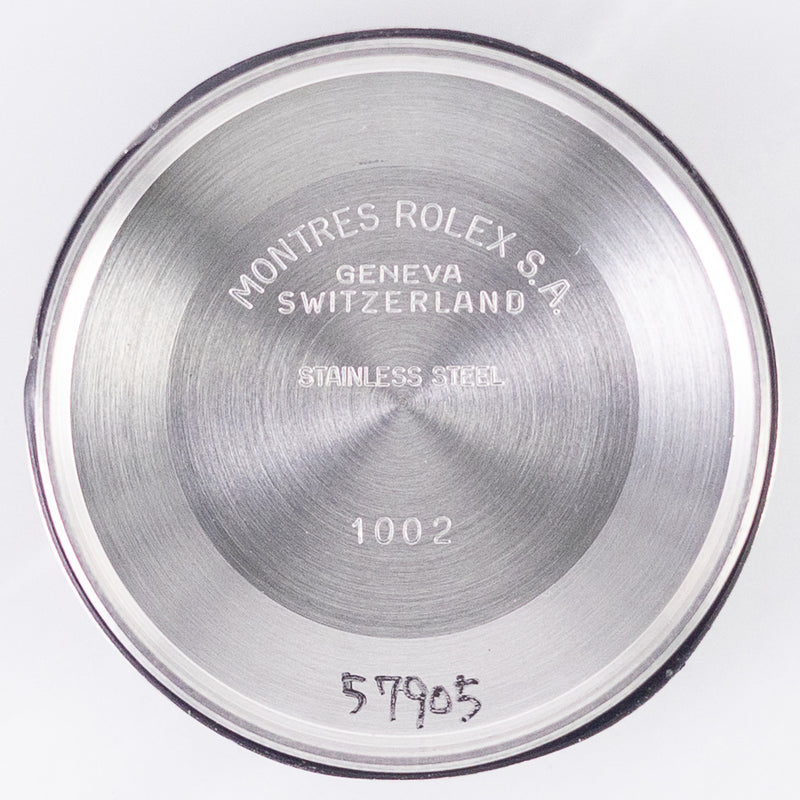 MONTRES ROLEX S.A.
GENEVA
SWITZERLAND
STAINLESS STEEL
1002
57905